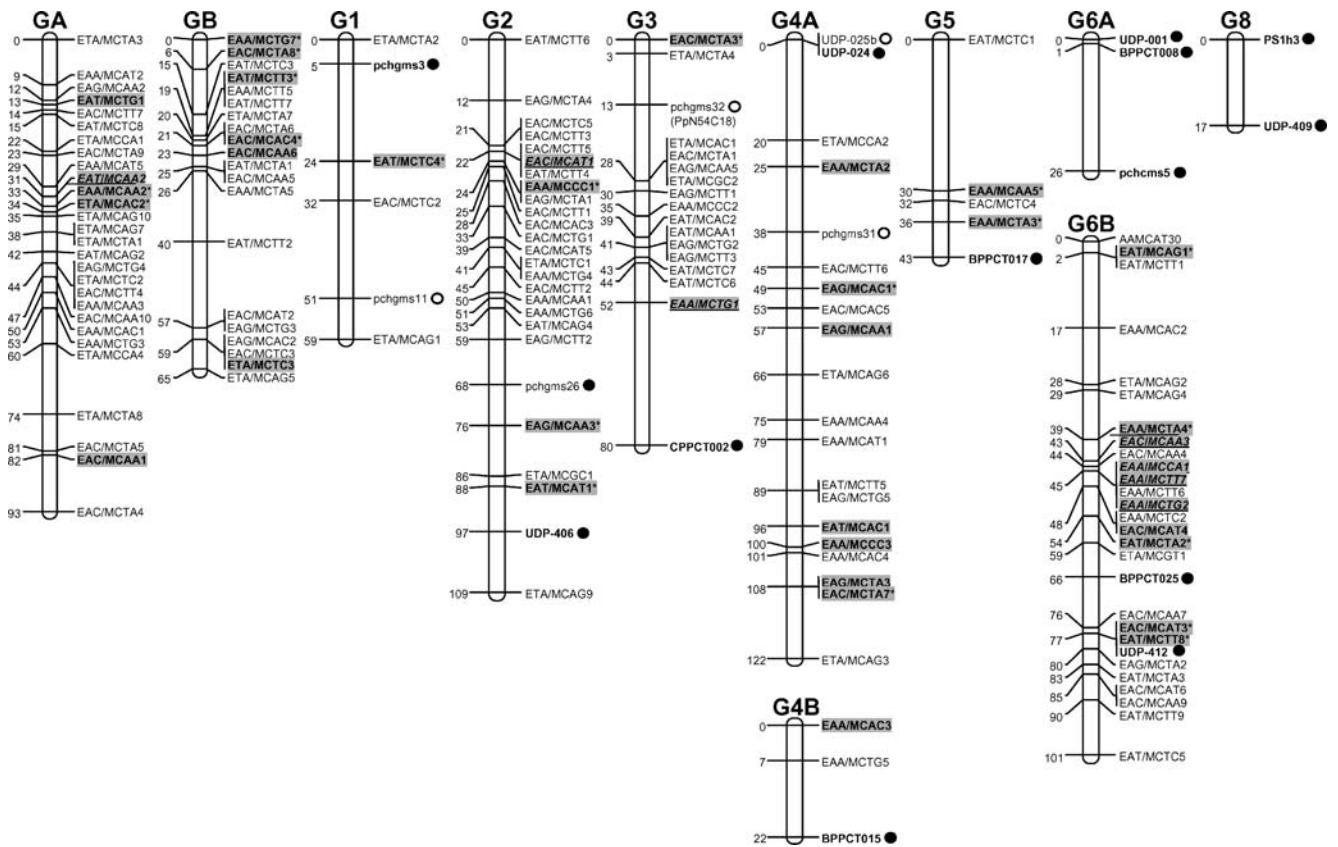 GA
0 ETA/MCTA3
9 EAA/MCAT2
12 EAG/MCAA2
13 EAT/MCTG1
14 EAC/MCTT7
15 EAT/MCTC8
22 ETA/MCCA1
23 EAC/MCTA9
29 EAA/MCAT5
31 EAT/MCAA2
33 EAA/MCAA2*
34 ETA/MCAC2*
35 ETA/MCAG10
38 ETA/MCAG7
ETA/MCTA1
42 EAT/MCAG2
44 EAG/MCTG4
ETA/MCTC2
EAC/MCTT4
EAA/MCAA3
47 EAC/MCAA10
50 EAA/MCAC1
53 EAA/MCTG3
60 ETA/MCCA4
74 ETA/MCTA8
81 EAC/MCTA5
82 EAC/MCAA1
93 EAC/MCTA4
GB
0 EAA/MCTG7*
6 EAC/MCTA8*
15 EAT/MCTC3
19 EAT/MCTT3*
EAA/MCTT5
EAT/MCTT7
20 ETA/MCTA7
21 EAC/MCTA6
EAC/MCAC4*
23 EAC/MCAA6
25 EAT/MCTA1
EAC/MCAA5
26 EAA/MCTA5
40 EAT/MCTT2
57 EAC/MCAT2
EAG/MCTG3
59 EAG/MCAC2
EAC/MCTC3
ETA/MCTC3
65 ETA/MCAG5
G1
0 ETA/MCTA2
5 pchgms3
24 EAT/MCTC4*
32 EAC/MCTC2
51 pchgms11
59 ETA/MCAG1
G2
0 EAT/MCTT6
12 EAG/MCTA4
21 EAC/MCTC5
EAC/MCTT3
22 EAC/MCTT5
EAC/MCAT1
EAT/MCTT4
24 EAA/MCCC1*
EAG/MCTA1
25 EAC/MCTT1
28 EAC/MCAC3
33 EAC/MCTG1
39 EAC/MCAT5
41 ETA/MCTC1
EAA/MCTG4
45 EAC/MCTT2
50 EAA/MCAA1
51 EAA/MCTG6
53 EAT/MCAG4
59 EAG/MCTT2
68 pchgms26
76 EAG/MCAA3*
86 ETA/MCGC1
88 EAT/MCAT1*
97 UDP-406
109 ETA/MCAG9
G3
0 EAC/MCTA3*
3 ETA/MCTA4
13 pchgms32
(PpN54C18)
28 ETA/MCAC1
EAC/MCTA1
EAG/MCAA5
ETA/MCGC2
30 EAG/MCTT1
35 EAA/MCCC2
39 EAT/MCAC2
41 EAT/MCAA1
EAG/MCTG2
EAG/MCTT3
43 EAT/MCTC7
44 EAT/MCTC6
52 EAA/MCTG1
80 CPPCT002
G4A
0 UDP-025b
UDP-024
20 ETA/MCCA2
25 EAA/MCTA2
38 pchgms31
45 EAC/MCTT6
49 EAG/MCAC1*
53 EAC/MCAC5
57 EAG/MCAA1
66 ETA/MCAG6
75 EAA/MCAA4
79 EAA/MCAT1
89 EAT/MCTT5
EAG/MCTG5
96 EAT/MCAC1
100 EAA/MCCC3
101 EAA/MCAC4
108 EAG/MCTA3
EAC/MCTA7*
122 ETA/MCAG3
G4B
0 EAA/MCAC3
7 EAA/MCTG5
22 BPPCT015
G5
0 EAT/MCTC1
30 EAA/MCAA5*
32 EAC/MCTC4
36 EAA/MCTA3*
43 BPPCT017
G6A
0 UDP-001
1 BPPCT008
26 pchcms5
G6B
0 AAMCAT30
2 EAT/MCAG1*
EAT/MCTT1
17 EAA/MCAC2
28 ETA/MCAG2
29 ETA/MCAG4
39 EAA/MCTA4*
43 EAC/MCAA3
44 EAC/MCAA4
45 EAA/MCCA1
EAA/MCTT7
EAA/MCTT6
EAA/MCTG2
48 EAA/MCTC2
EAC/MCAT4
54 EAT/MCTA2*
59 ETA/MCGT1
66 BPPCT025
76 EAC/MCAA7
77 EAC/MCAT3*
EAT/MCTT8*
UDP-412
80 EAG/MCTA2
83 EAT/MCTA3
85 EAC/MCAT6
EAC/MCAA9
90 EAT/MCTT9
101 EAT/MCTC5
G8
0 PS1h3
17 UDP-409